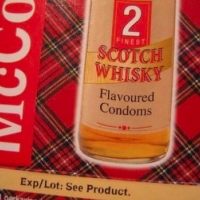 McCo
2
FINEST
SCOTCH
WHISKY
Flavoured
Condoms
Exp/Lot: See Product.